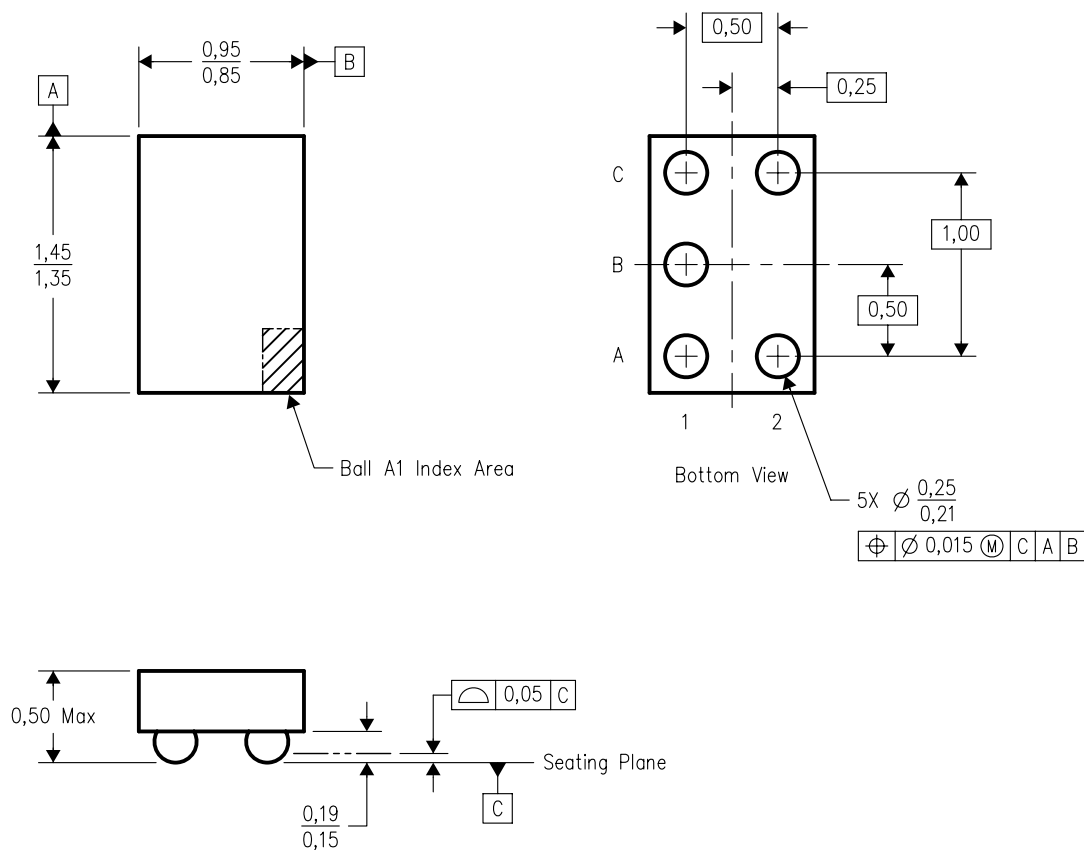 0,50
0,95
0,85
B
A
0,25
C
1,00
1,45
1,35
B
0,50
A
1 2
Ball A1 Index Area
Bottom View
5X Ø 0,25
0,21
⌖ Ø 0,015 Ⓜ C A B
0,50 Max
⌓ 0,05 C
Seating Plane
C
0,19
0,15